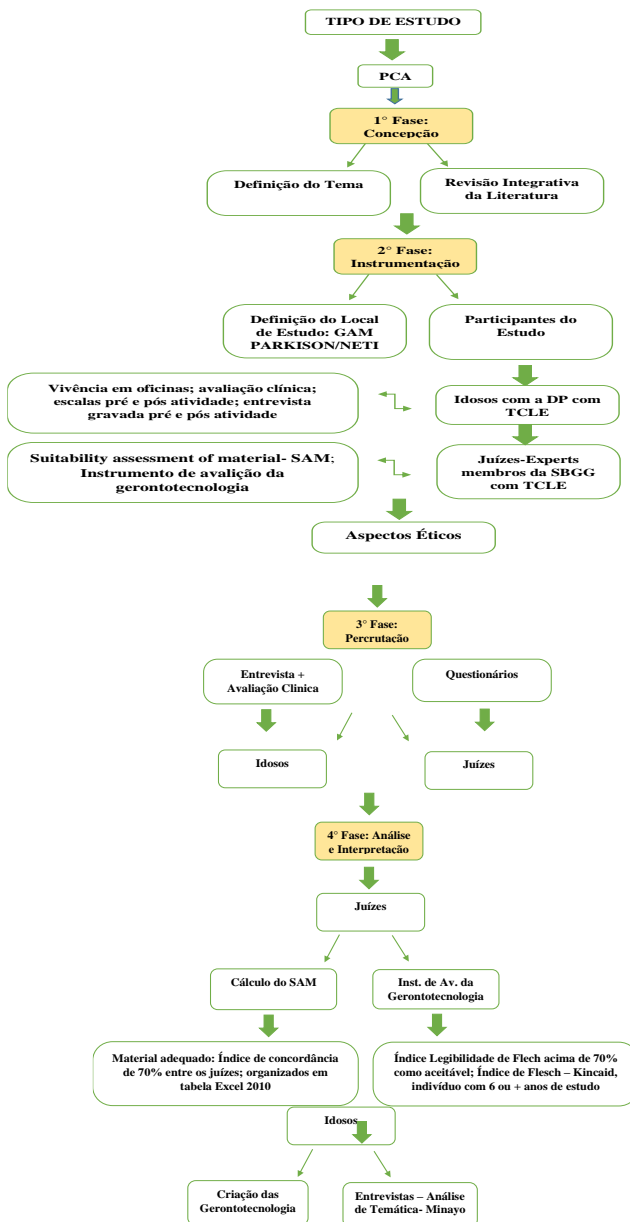 TIPO DE ESTUDO
PCA
1° Fase:
Concepção
Definição do Tema
Revisão Integrativa
da Literatura
2° Fase:
Instrumentação
Definição do Local
de Estudo: GAM
PARKISON/NETI
Participantes do
Estudo
Vivência em oficinas; avaliação clínica;
escalas pré e pós atividade; entrevista
gravada pré e pós atividade
Idosos com a DP com
TCLE
Suitability assessment of material- SAM;
Instrumento de avalição da
gerontotecnologia
Juízes-Experts
membros da SBGG
com TCLE
Aspectos Éticos
3° Fase:
Percrutação
Entrevista +
Avaliação Clinica
Questionários
Idosos
Juízes
4° Fase: Análise
e Interpretação
Juízes
Cálculo do SAM
Inst. de Av. da
Gerontotecnologia
Material adequado: Índice de concordância
de 70% entre os juízes; organizados em
tabela Excel 2010
Índice Legibilidade de Flech acima de 70%
como aceitável; Índice de Flesch – Kincaid,
indivíduo com 6 ou + anos de estudo
Idosos
Criação das
Gerontotecnologia
Entrevistas – Análise
de Temática- Minayo